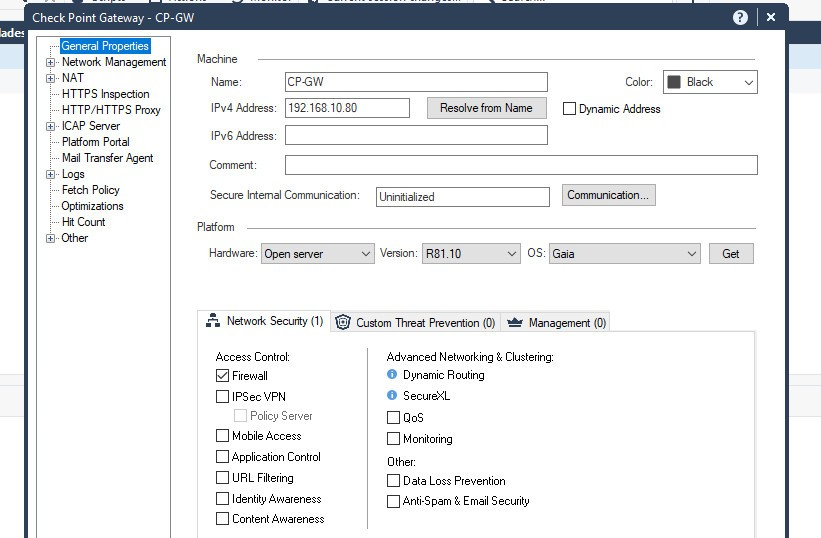 Check Point Gateway - CP-GW
General Properties
Network Management
NAT
HTTPS Inspection
HTTP/HTTPS Proxy
ICAP Server
Platform Portal
Mail Transfer Agent
Logs
Fetch Policy
Optimizations
Hit Count
Other
Machine
Name: CP-GW Color: Black
IPv4 Address: 192.168.10.80 Resolve from Name Dynamic Address
IPv6 Address:
Comment:
Secure Internal Communication: Uninitialized Communication...
Platform
Hardware: Open server Version: R81.10 OS: Gaia Get
Network Security (1) Custom Threat Prevention (0) Management (0)
Access Control:
Firewall
IPSec VPN
Policy Server
Mobile Access
Application Control
URL Filtering
Identity Awareness
Content Awareness
Advanced Networking & Clustering:
Dynamic Routing
SecureXL
QoS
Monitoring
Other:
Data Loss Prevention
Anti-Spam & Email Security